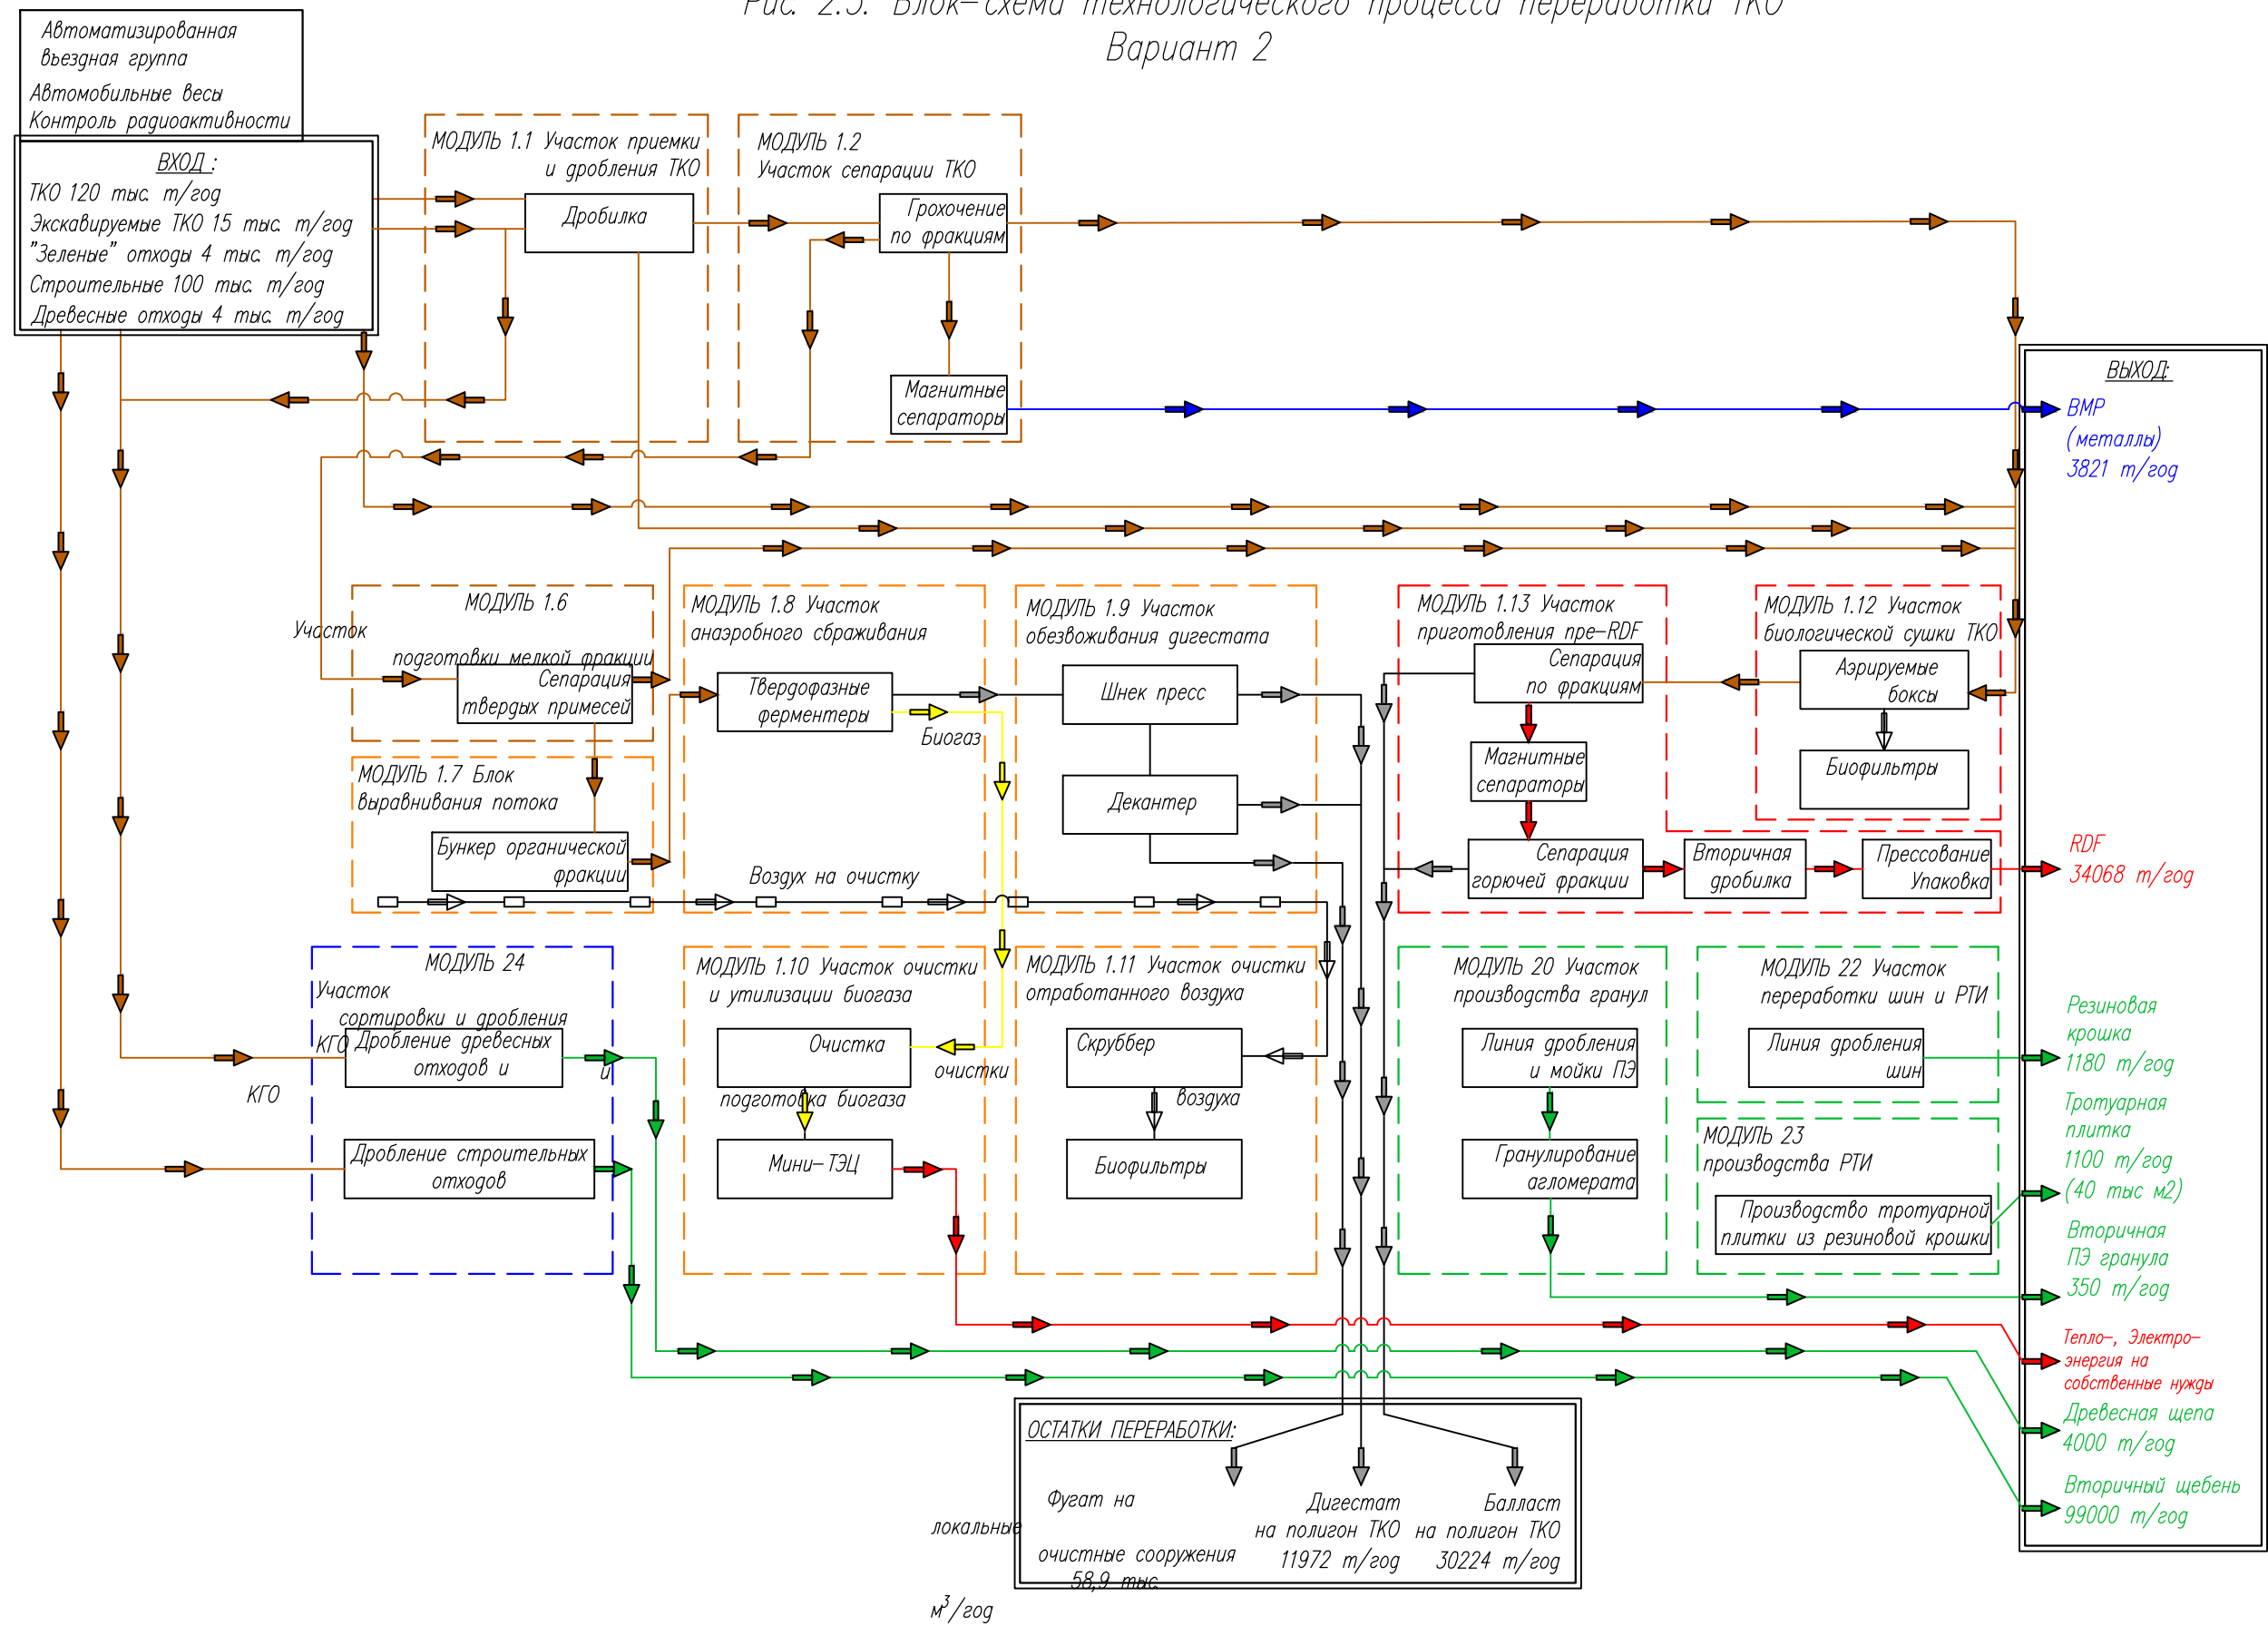 Рис. 2.3. Блок-схема технологического процесса переработки ТКО
Вариант 2
Автоматизированная
въездная группа
Автомобильные весы
Контроль радиоактивности
ВХОД :
ТКО 120 тыс. т/год
Экскавируемые ТКО 15 тыс. т/год
"Зеленые" отходы 4 тыс. т/год
Строительные 100 тыс. т/год
Древесные отходы 4 тыс. т/год
МОДУЛЬ 1.1 Участок приемки
и дробления ТКО
Дробилка
МОДУЛЬ 1.2
Участок сепарации ТКО
Грохочение
по фракциям
Магнитные
сепараторы
ВЫХОД:
ВМР
(металлы)
3821 т/год
МОДУЛЬ 1.6
Участок
подготовки мелкой фракции
Сепарация
твердых примесей
МОДУЛЬ 1.7 Блок
выравнивания потока
Бункер органической
фракции
МОДУЛЬ 1.8 Участок
анаэробного сбраживания
Твердофазные
ферментеры
Биогаз
Воздух на очистку
МОДУЛЬ 1.9 Участок
обезвоживания дигестата
Шнек пресс
Декантер
МОДУЛЬ 1.13 Участок
приготовления пре-RDF
Сепарация
по фракциям
Магнитные
сепараторы
Сепарация
горючей фракции
Вторичная
дробилка
Прессование
Упаковка
МОДУЛЬ 1.12 Участок
биологической сушки ТКО
Аэрируемые
боксы
Биофильтры
RDF
34068 т/год
МОДУЛЬ 24
Участок
сортировки и дробления
КГО
Дробление древесных
отходов и
и
КГО
Дробление строительных
отходов
МОДУЛЬ 1.10 Участок очистки
и утилизации биогаза
Очистка
очистки
подготовка биогаза
Мини-ТЭЦ
МОДУЛЬ 1.11 Участок очистки
отработанного воздуха
Скруббер
воздуха
Биофильтры
МОДУЛЬ 20 Участок
производства гранул
Линия дробления
и мойки ПЭ
Гранулирование
агломерата
МОДУЛЬ 22 Участок
переработки шин и РТИ
Линия дробления
шин
МОДУЛЬ 23
производства РТИ
Производство тротуарной
плитки из резиновой крошки
Резиновая
крошка
1180 т/год
Тротуарная
плитка
1100 т/год
(40 тыс м2)
Вторичная
ПЭ гранула
350 т/год
Тепло-, Электро-
энергия на
собственные нужды
Древесная щепа
4000 т/год
Вторичный щебень
99000 т/год
ОСТАТКИ ПЕРЕРАБОТКИ:
Фугат на
локальные
очистные сооружения
58,9 тыс.
м³/год
Дигестат
на полигон ТКО
11972 т/год
Балласт
на полигон ТКО
30224 т/год